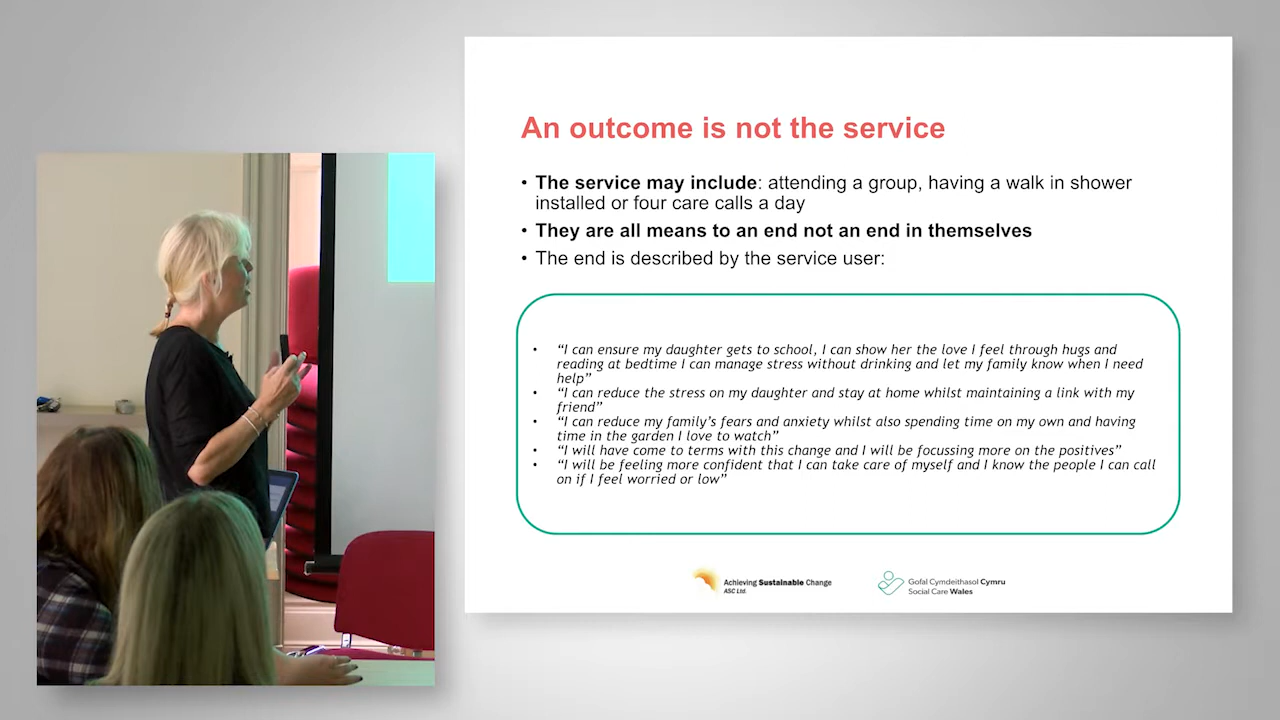 An outcome is not the service
• The service may include: attending a group, having a walk in shower
installed or four care calls a day
• They are all means to an end not an end in themselves
• The end is described by the service user:
• “I can ensure my daughter gets to school, I can show her the love I feel through hugs and
reading at bedtime I can manage stress without drinking and let my family know when I need
help”
• “I can reduce the stress on my daughter and stay at home whilst maintaining a link with my
friend”
• “I can reduce my family’s fears and anxiety whilst also spending time on my own and having
time in the garden I love to watch”
• “I will have come to terms with this change and I will be focussing more on the positives”
• “I will be feeling more confident that I can take care of myself and I know the people I can call
on if I feel worried or low”
Achieving Sustainable Change
ASC Ltd.
Gofal Cymdeithasol Cymru
Social Care Wales